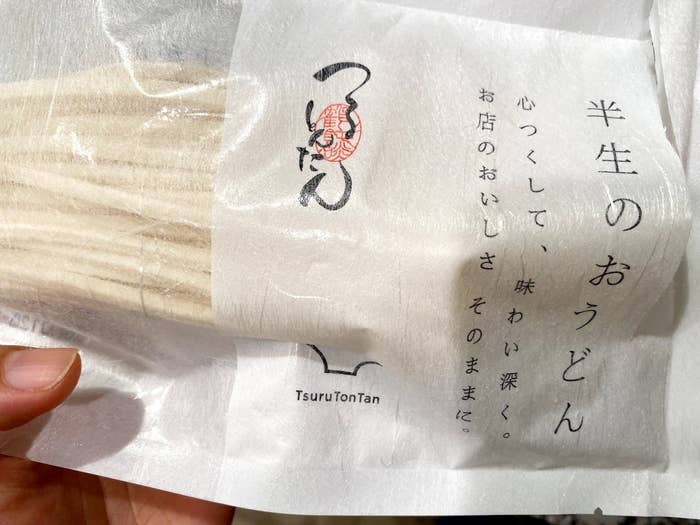 半生のおうどん
心つくして、味わい深く。
お店のおいしさ そのままに。
つるとんたん
TsuruTonTan